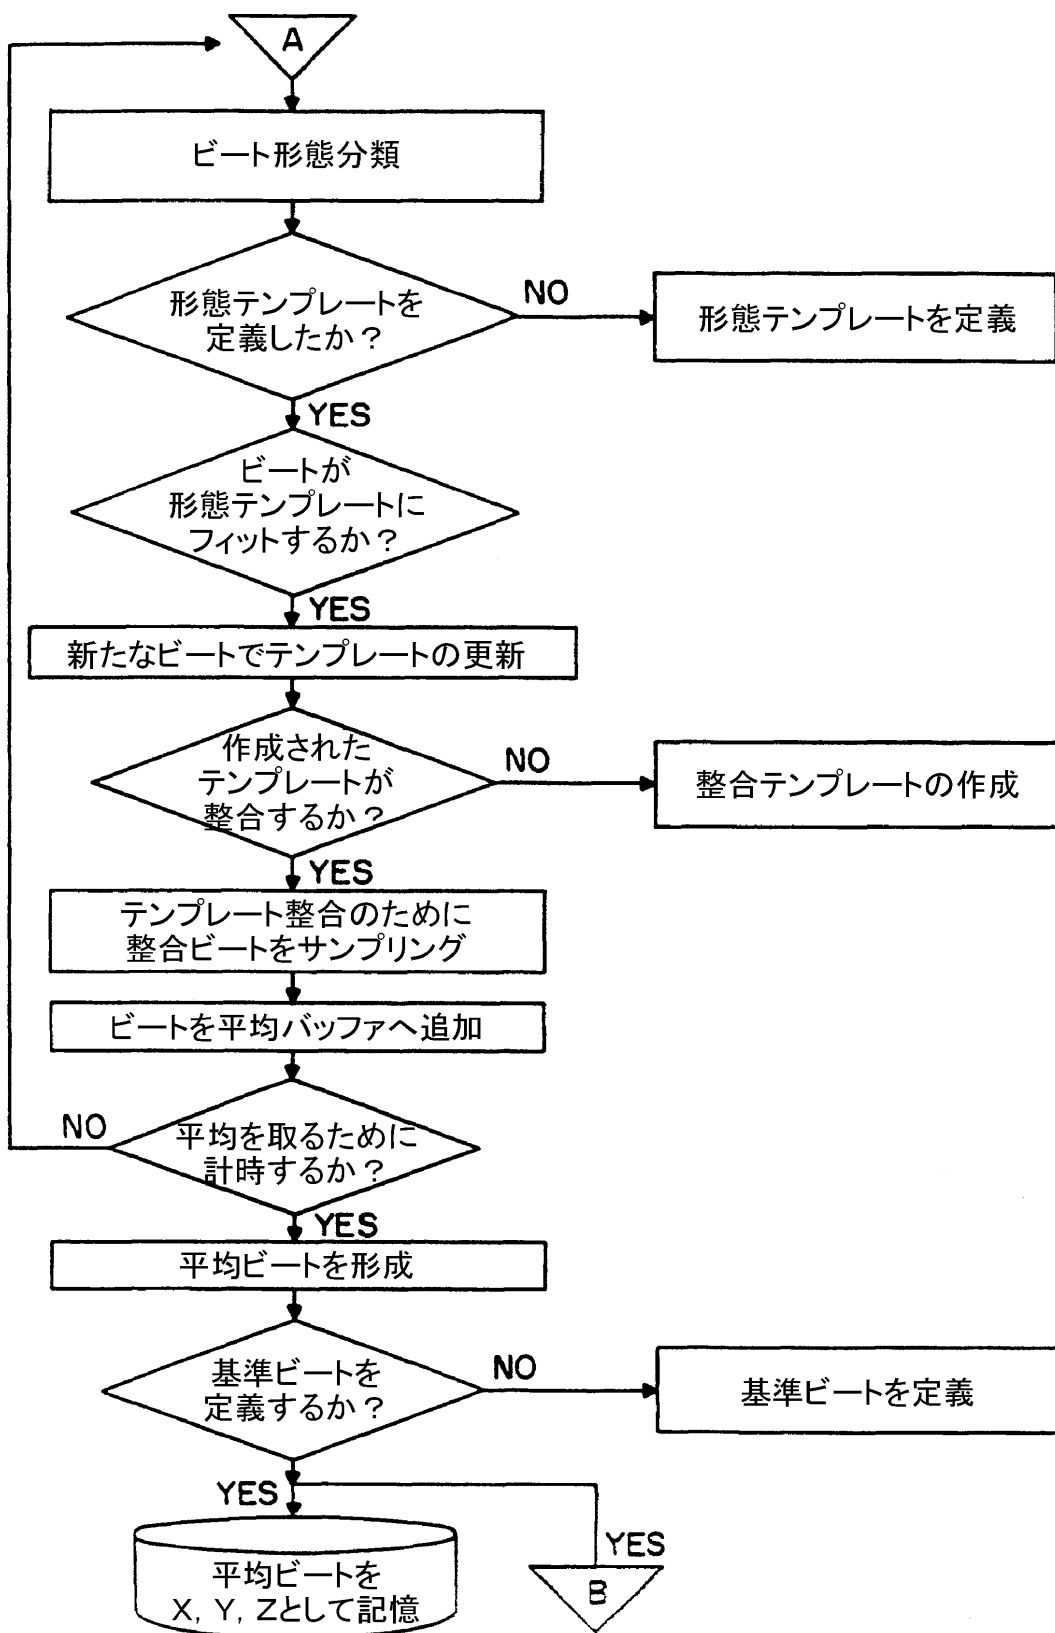 A
ビート形態分類
形態テンプレートを
定義したか？
NO
形態テンプレートを定義
YES
ビートが
形態テンプレートに
フィットするか？
YES
新たなビートでテンプレートの更新
作成された
テンプレートが
整合するか？
NO
整合テンプレートの作成
YES
テンプレート整合のために
整合ビートをサンプリング
ビートを平均バッファへ追加
NO
平均を取るために
計時するか？
YES
平均ビートを形成
基準ビートを
定義するか？
NO
基準ビートを定義
YES
YES
平均ビートを
X, Y, Zとして記憶
B